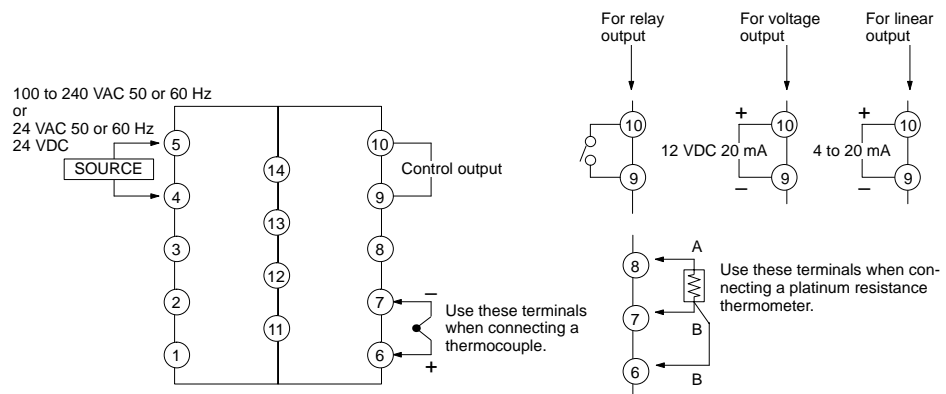 For relay
output
For voltage
output
For linear
output
100 to 240 VAC 50 or 60 Hz
or
24 VAC 50 or 60 Hz
24 VDC
SOURCE
5
4
3
2
1
14
13
12
11
10
9
8
7
6
Control output
–
+
Use these terminals
when connecting a
thermocouple.
10
9
+
10
12 VDC 20 mA
–
9
+
10
4 to 20 mA
–
9
8
7
6
A
B
B
Use these terminals when con-
necting a platinum resistance
thermometer.